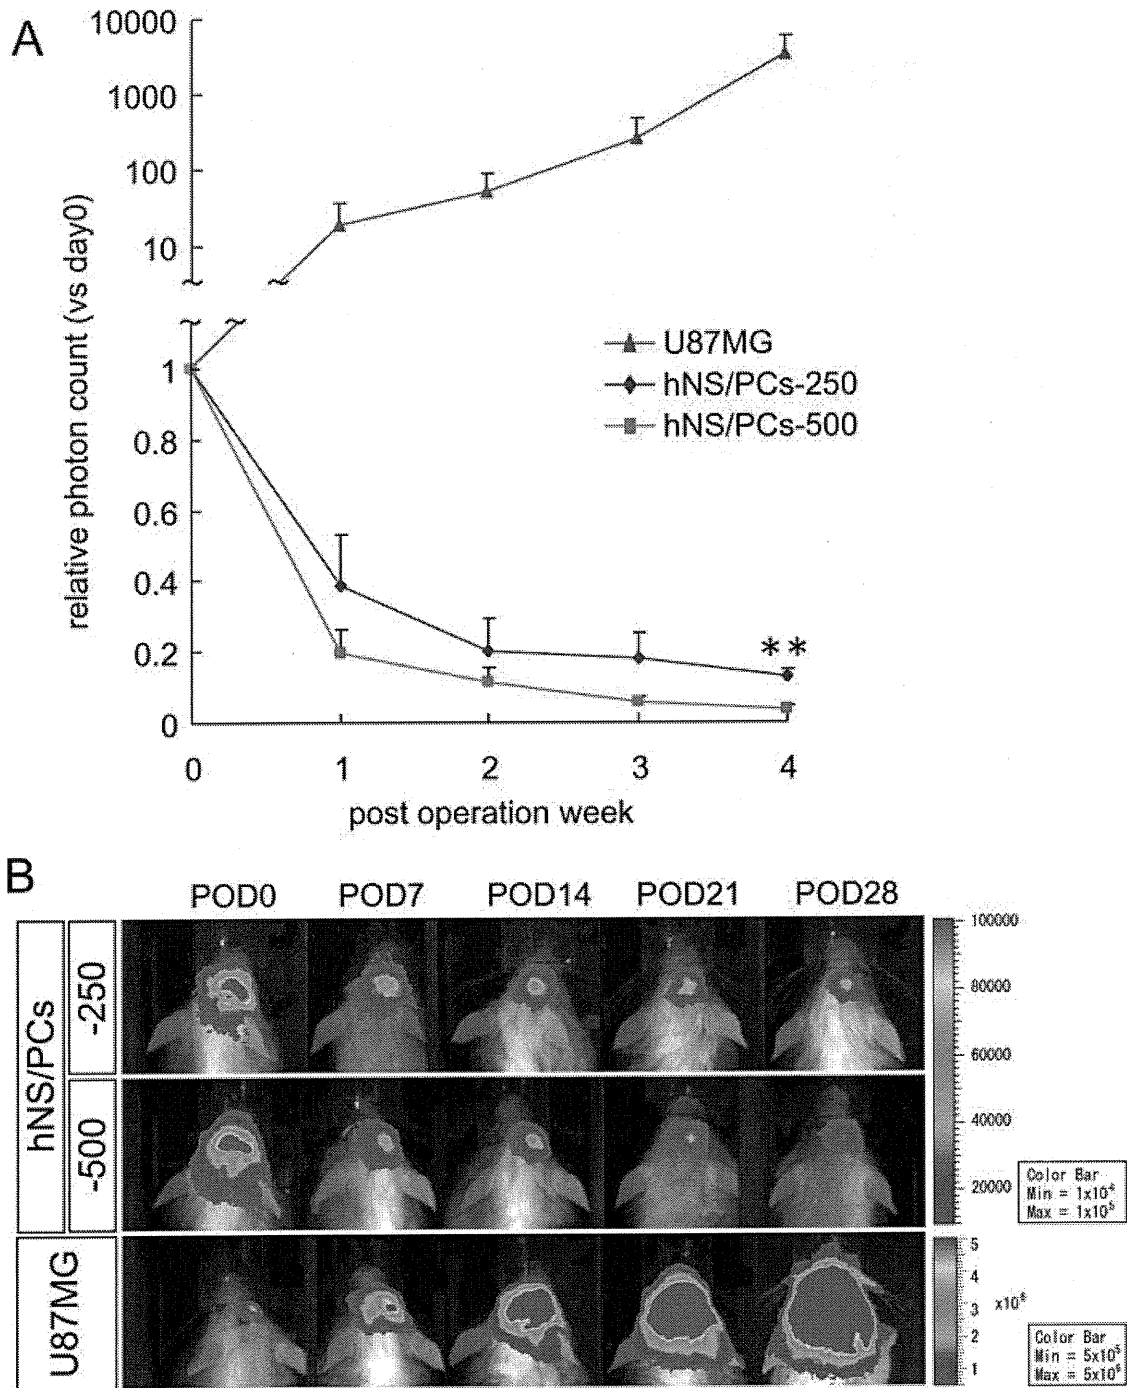 A
10000
1000
100
10
1
0.8
0.6
0.4
0.2
0
relative photon count (vs day0)
U87MG
hNS/PCs-250
hNS/PCs-500
**
0 1 2 3 4
post operation week
B
POD0 POD7 POD14 POD21 POD28
hNS/PCs
-250
-500
U87MG
100000
80000
60000
40000
20000
Color Bar
Min = 1x10⁴
Max = 1x10⁵
5
4
3
2
1
x10⁶
Color Bar
Min = 5x10⁵
Max = 5x10⁶